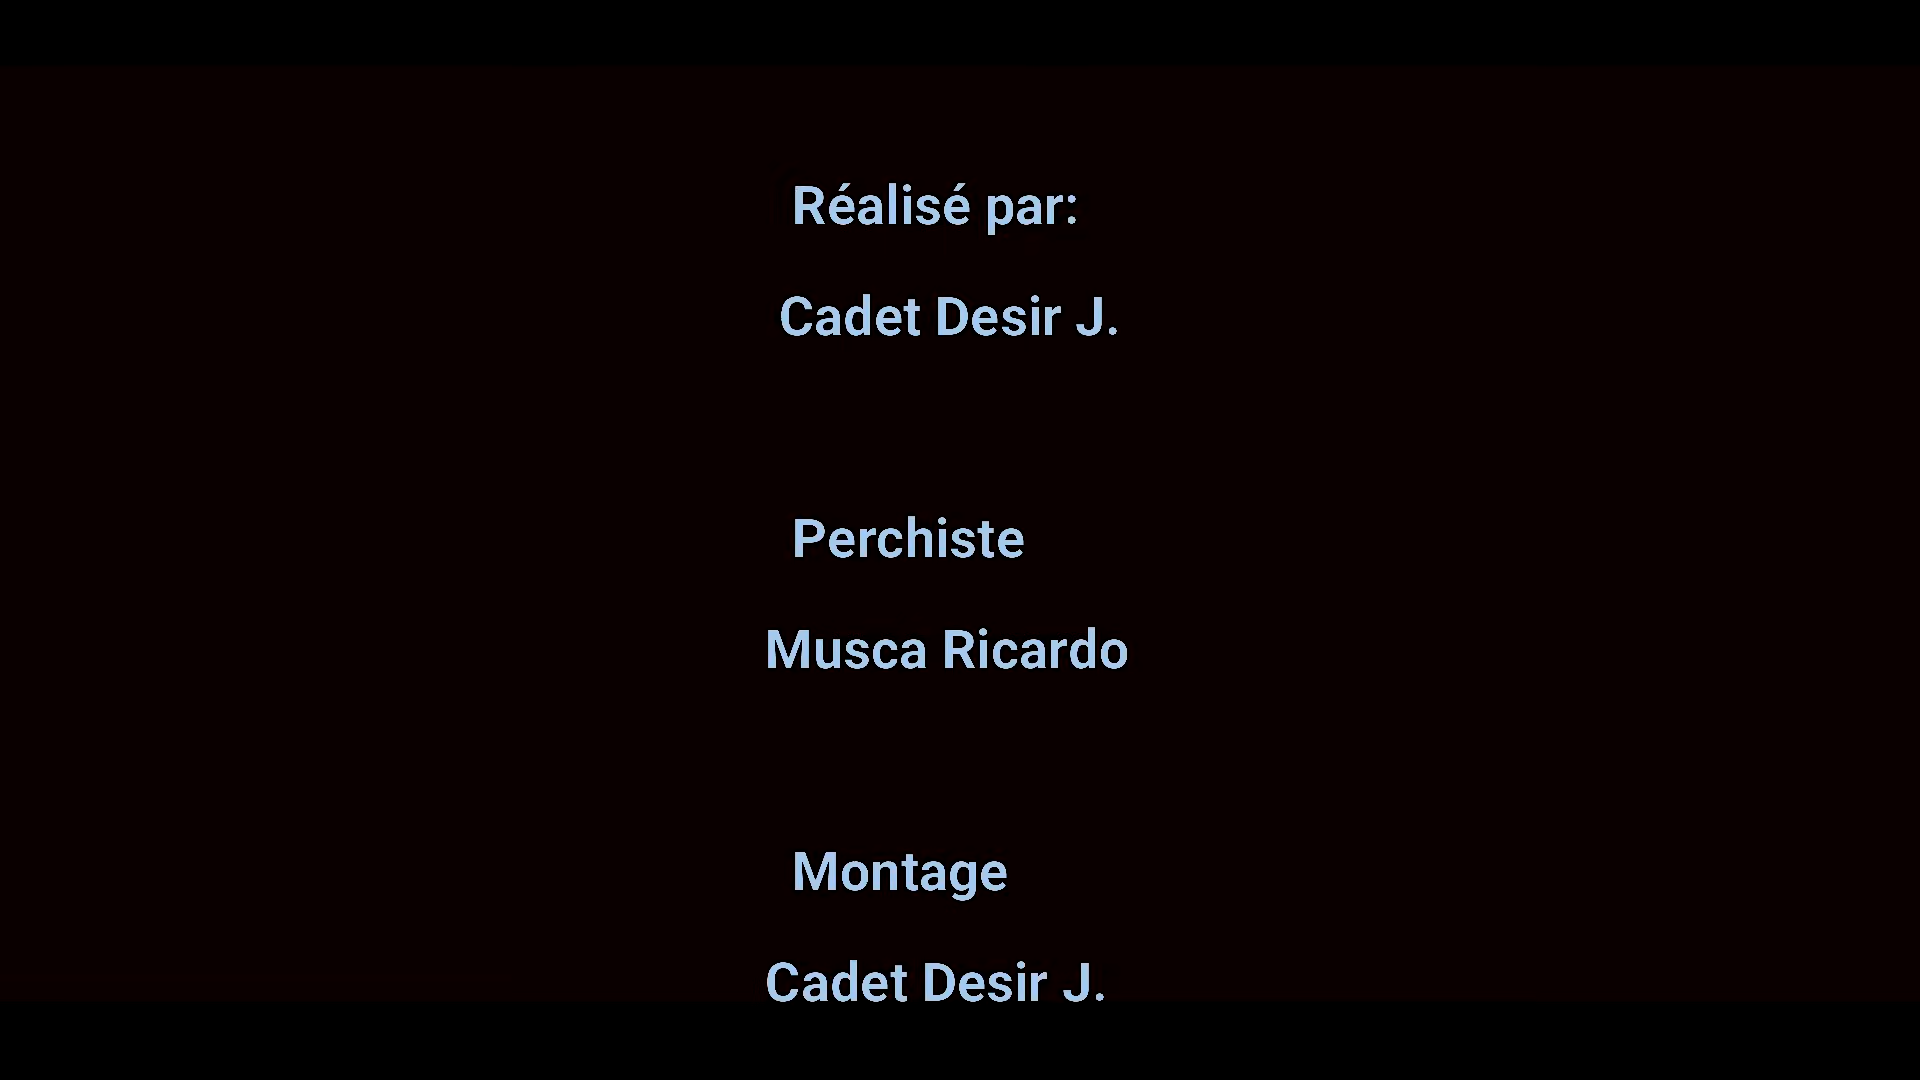 Réalisé par:
Cadet Desir J.
Perchiste
Musca Ricardo
Montage
Cadet Desir J.